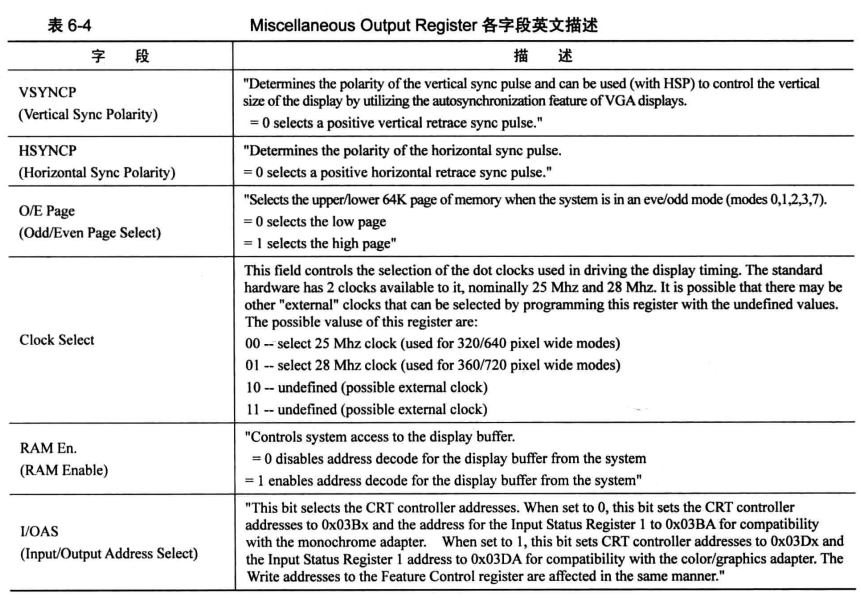 表 6-4 Miscellaneous Output Register 各字段英文描述
字 段 描 述
VSYNCP
(Vertical Sync Polarity)
"Determines the polarity of the vertical sync pulse and can be used (with HSP) to control the vertical
size of the display by utilizing the autosynchronization feature of VGA displays.
= 0 selects a positive vertical retrace sync pulse."
HSYNCP
(Horizontal Sync Polarity)
"Determines the polarity of the horizontal sync pulse.
= 0 selects a positive horizontal retrace sync pulse."
O/E Page
(Odd/Even Page Select)
"Selects the upper/lower 64K page of memory when the system is in an eve/odd mode (modes 0,1,2,3,7).
= 0 selects the low page
= 1 selects the high page"
Clock Select
This field controls the selection of the dot clocks used in driving the display timing. The standard
hardware has 2 clocks available to it, nominally 25 Mhz and 28 Mhz. It is possible that there may be
other "external" clocks that can be selected by programming this register with the undefined values.
The possible valuse of this register are:
00 -- select 25 Mhz clock (used for 320/640 pixel wide modes)
01 -- select 28 Mhz clock (used for 360/720 pixel wide modes)
10 -- undefined (possible external clock)
11 -- undefined (possible external clock)
RAM En.
(RAM Enable)
"Controls system access to the display buffer.
= 0 disables address decode for the display buffer from the system
= 1 enables address decode for the display buffer from the system"
I/OAS
(Input/Output Address Select)
"This bit selects the CRT controller addresses. When set to 0, this bit sets the CRT controller
addresses to 0x03Bx and the address for the Input Status Register 1 to 0x03BA for compatibility
with the monochrome adapter. When set to 1, this bit sets CRT controller addresses to 0x03Dx and
the Input Status Register 1 address to 0x03DA for compatibility with the color/graphics adapter. The
Write addresses to the Feature Control register are affected in the same manner."